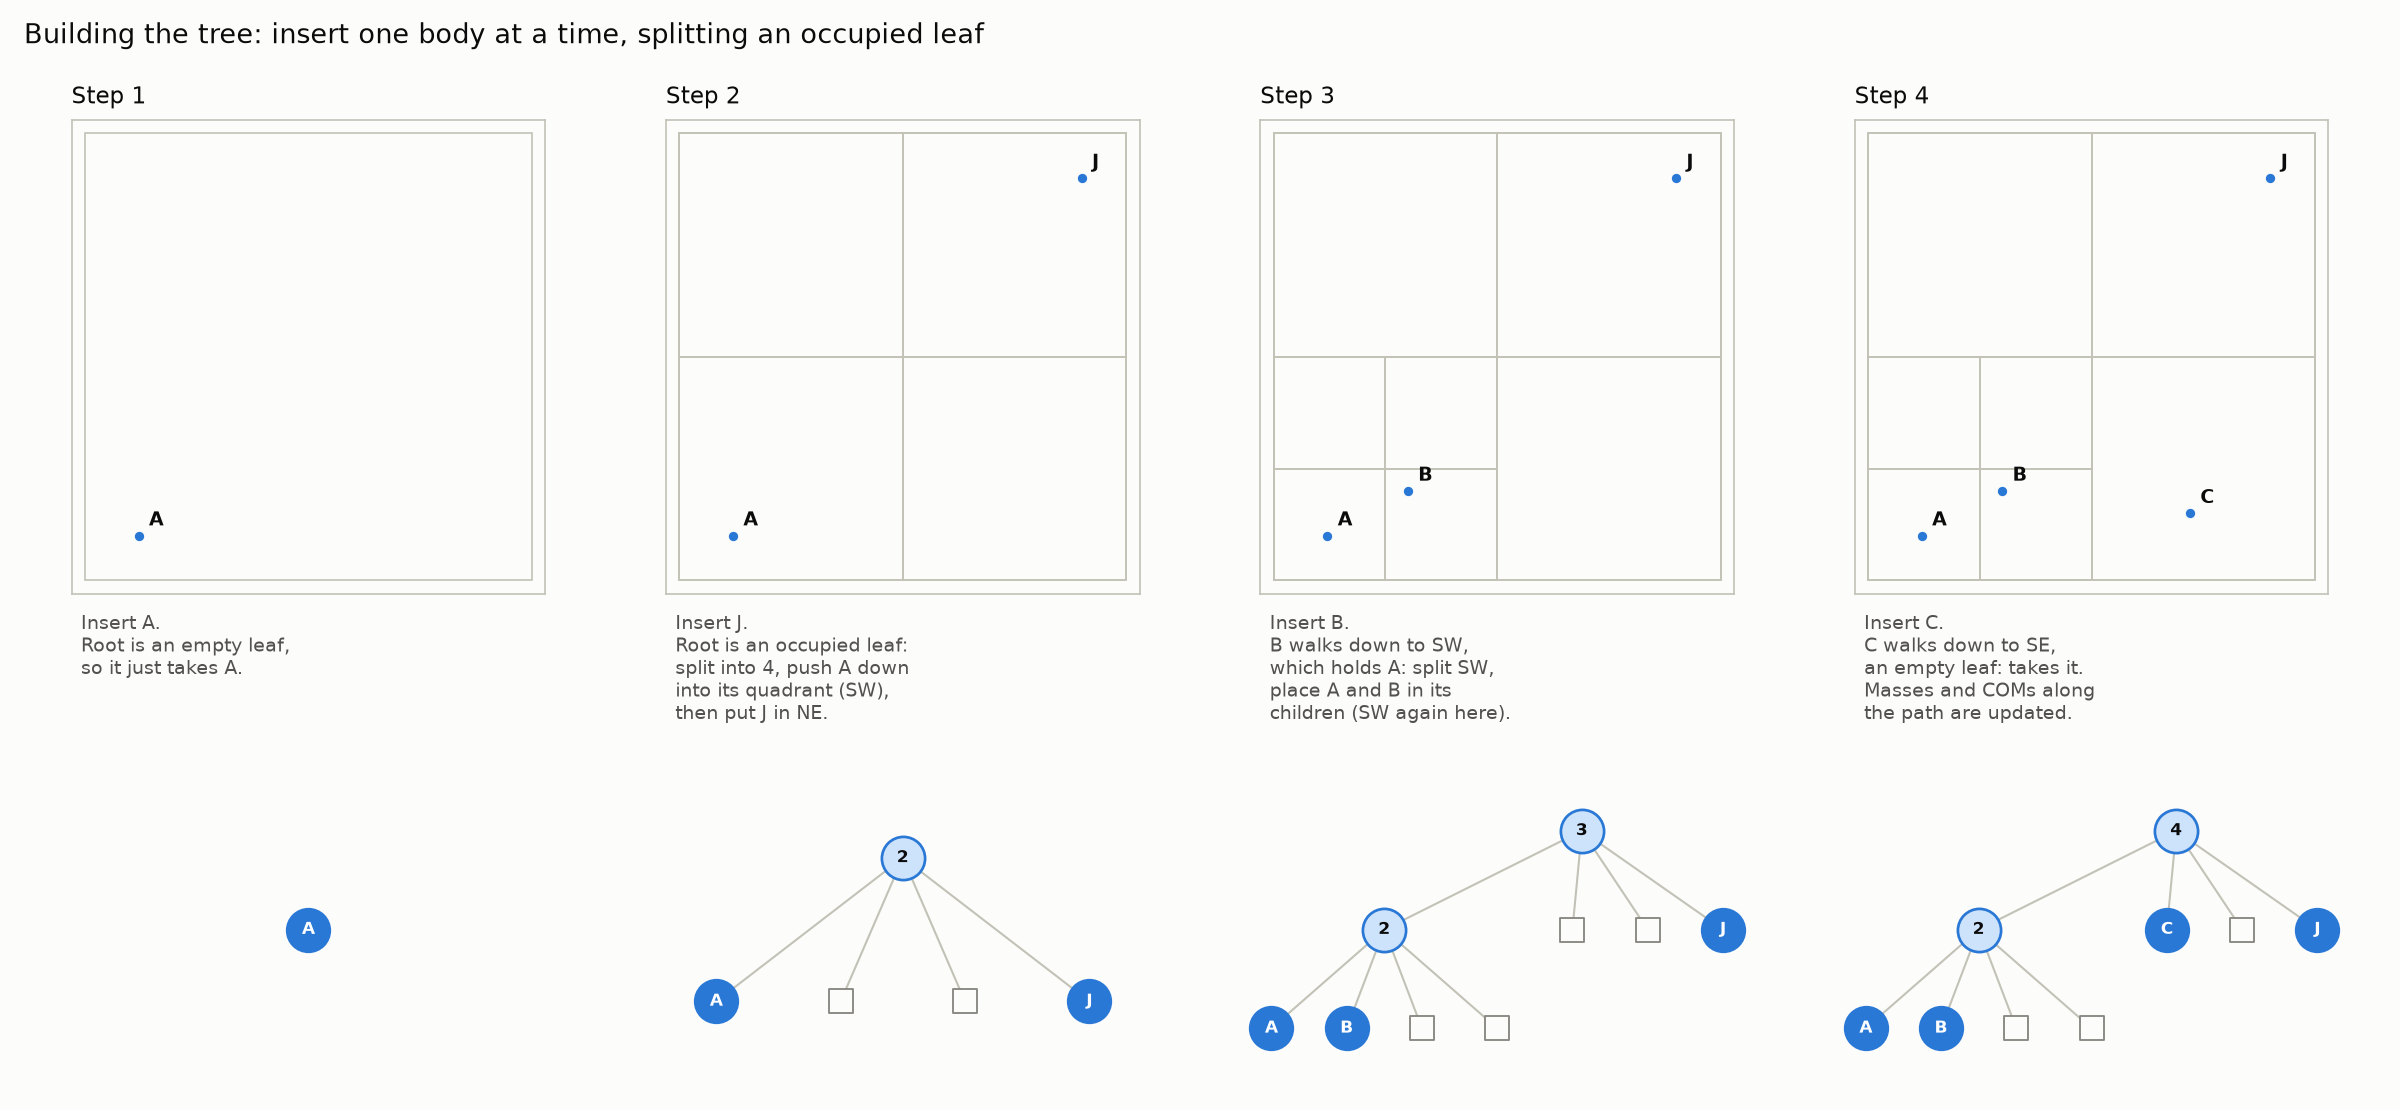 Building the tree: insert one body at a time, splitting an occupied leaf
Step 1
J
A
Insert A.
Root is an empty leaf,
so it just takes A.
A
Step 2
J
A
Insert J.
Root is an occupied leaf:
split into 4, push A down
into its quadrant (SW),
then put J in NE.
2
A
J
Step 3
J
B
A
Insert B.
B walks down to SW,
which holds A: split SW,
place A and B in its
children (SW again here).
3
2
J
A
B
Step 4
J
B
C
A
Insert C.
C walks down to SE,
an empty leaf: takes it.
Masses and COMs along
the path are updated.
4
2
C
J
A
B